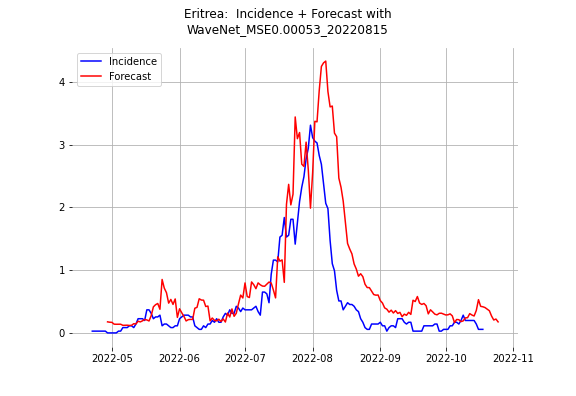 Eritrea:  Incidence + Forecast with
WaveNet_MSE0.00053_20220815
Incidence
Forecast
4
3
2
1
0
2022-05 2022-06 2022-07 2022-08 2022-09 2022-10 2022-11